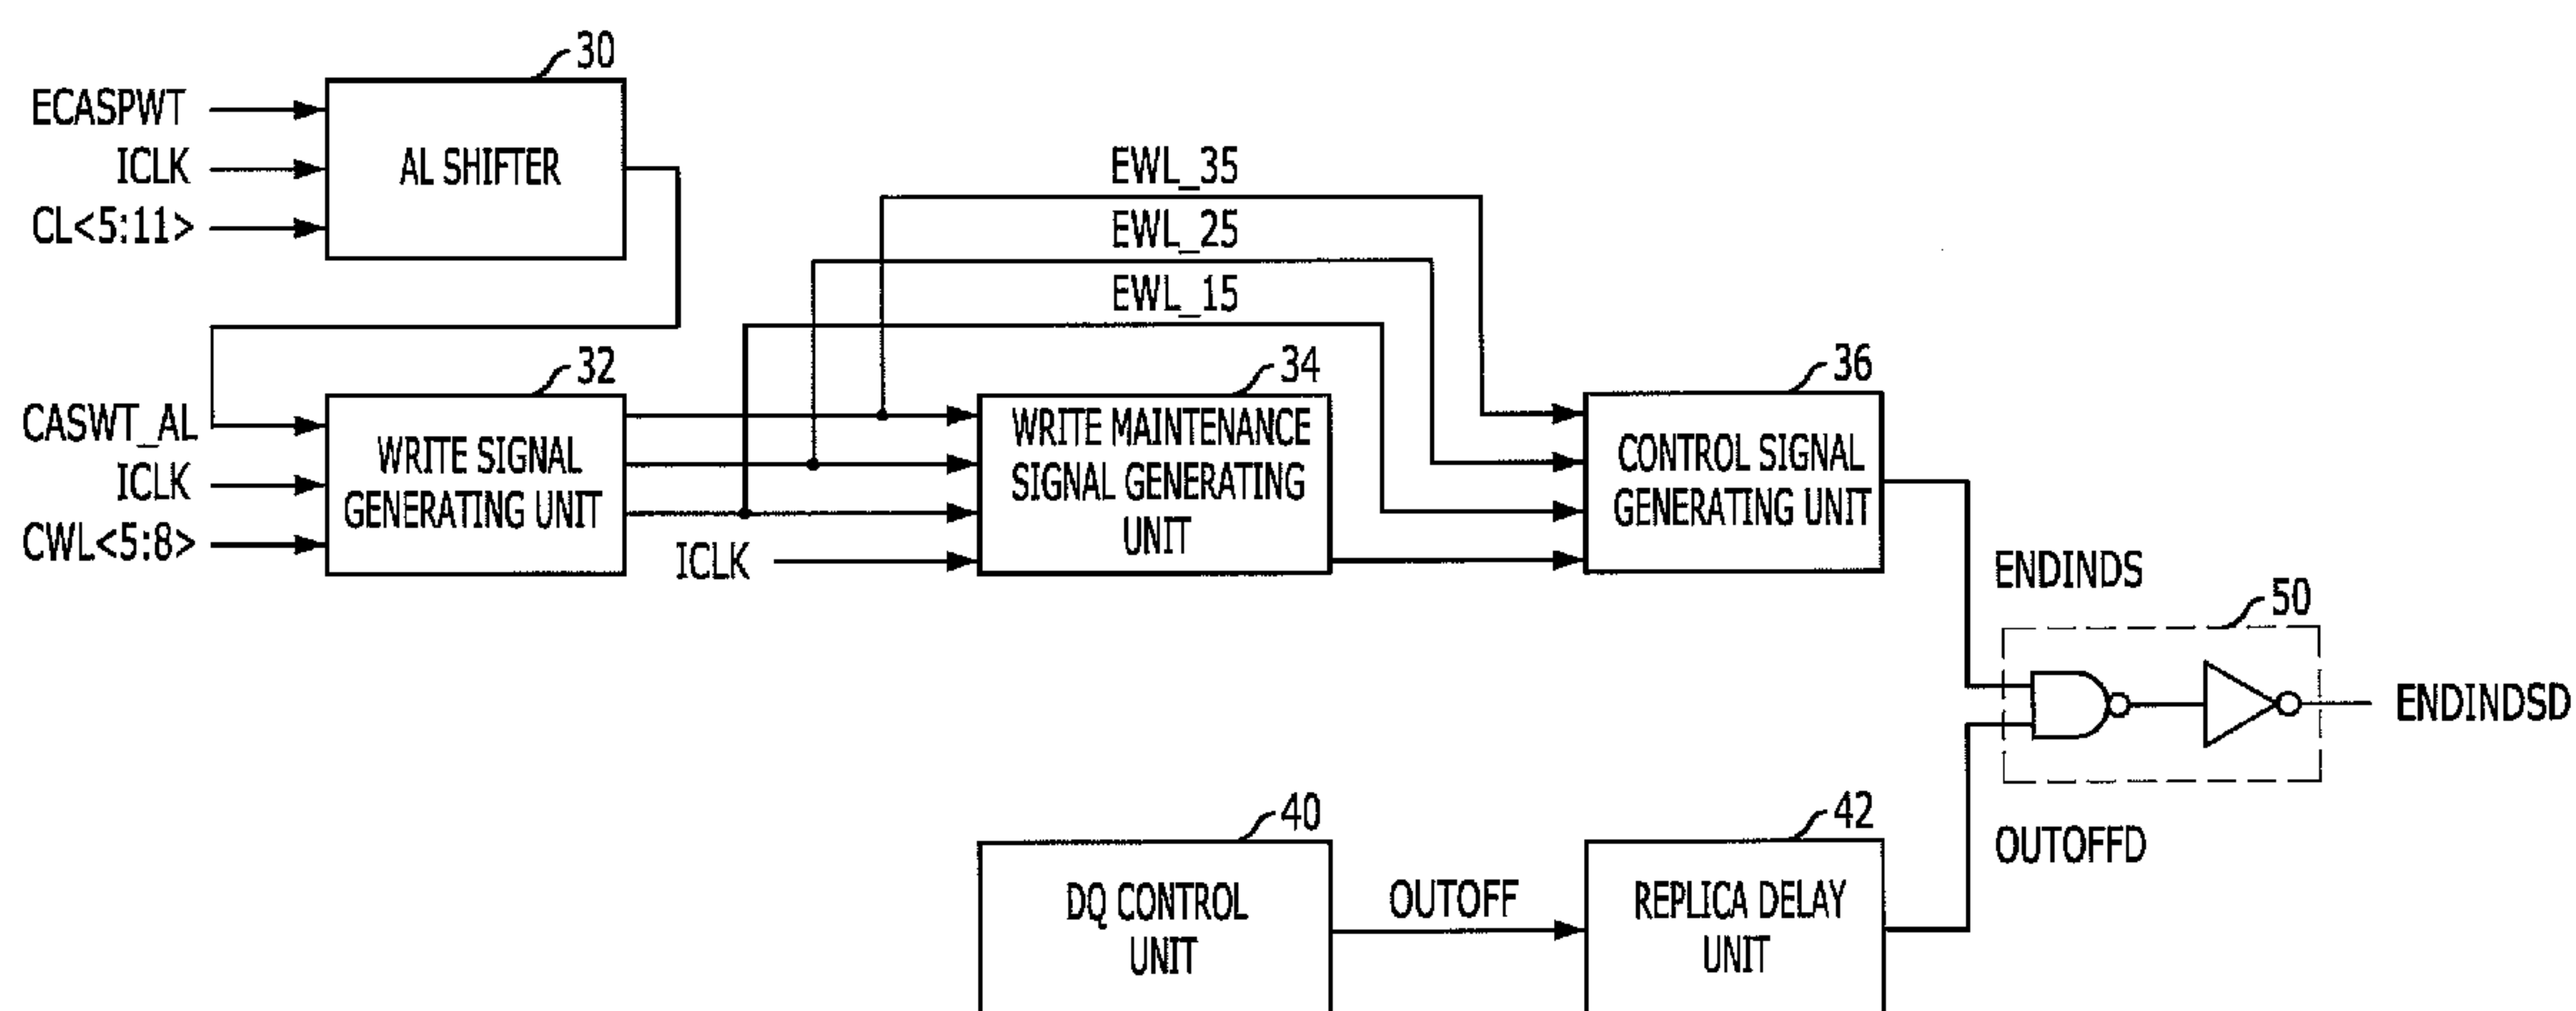 30
ECASPWT
ICLK
CL<5:11>
AL SHIFTER
EWL_35
EWL_25
EWL_15
32
34
36
CASWT_AL
ICLK
CWL<5:8>
WRITE SIGNAL
GENERATING UNIT
ICLK
WRITE MAINTENANCE
SIGNAL GENERATING
UNIT
CONTROL SIGNAL
GENERATING UNIT
ENDINDS
50
ENDINDSD
40
42
OUTOFFD
DQ CONTROL
UNIT
OUTOFF
REPLICA DELAY
UNIT